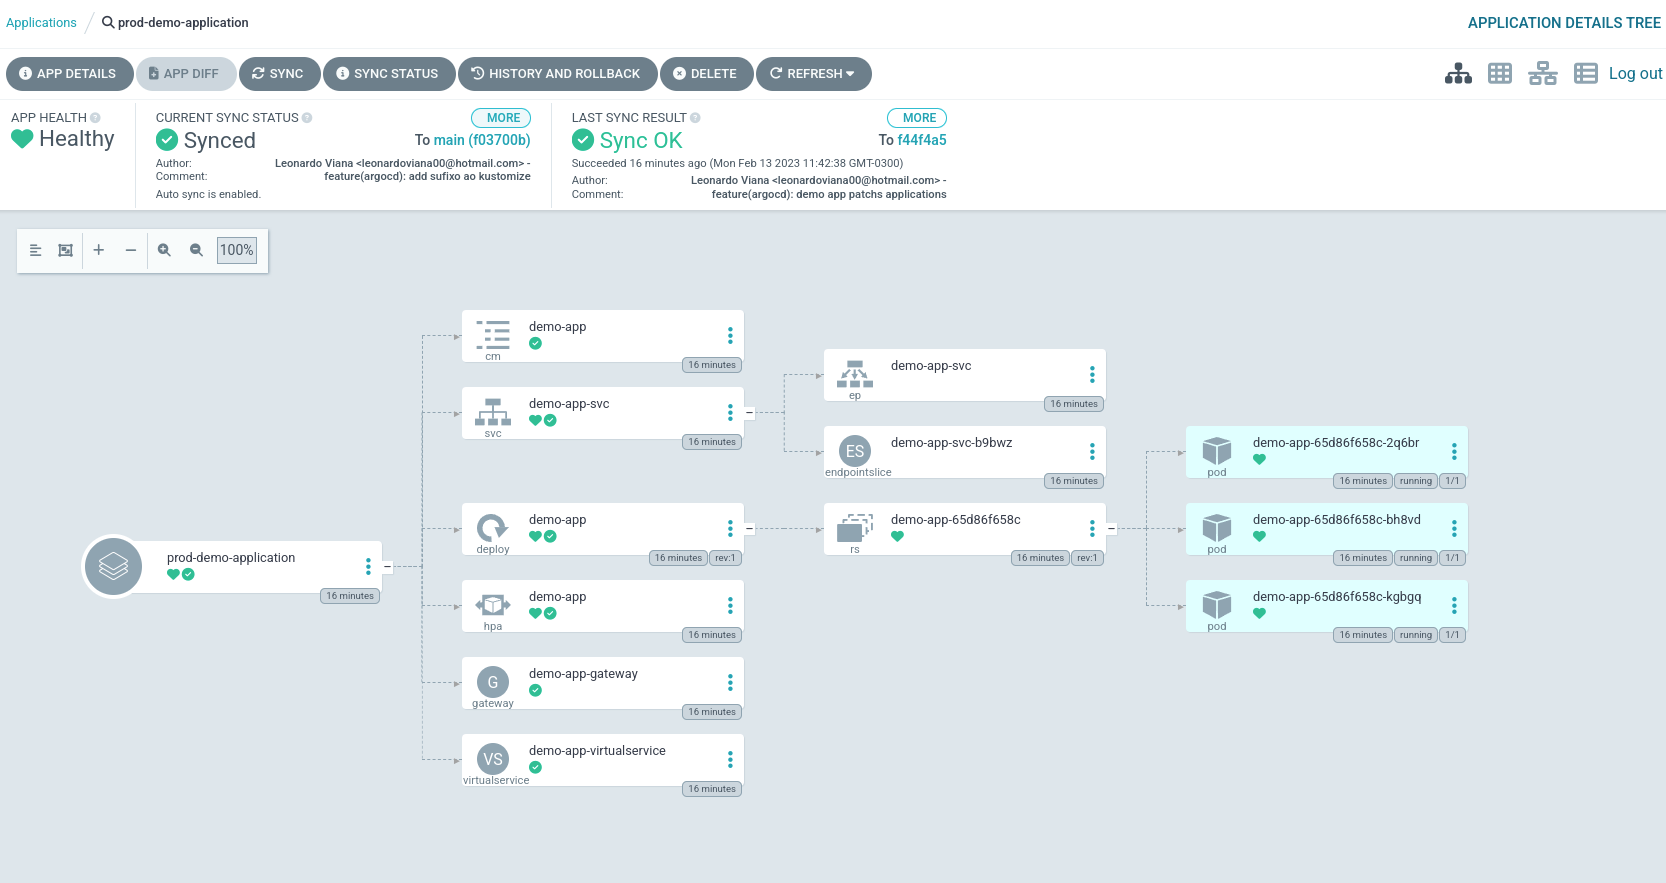 Applications / prod-demo-application
APPLICATION DETAILS TREE
APP DETAILS
APP DIFF
SYNC
SYNC STATUS
HISTORY AND ROLLBACK
DELETE
REFRESH
Log out
APP HEALTH
Healthy
CURRENT SYNC STATUS
MORE
Synced
To main (f03700b)
Author: Leonardo Viana <leonardoviana00@hotmail.com> -
Comment: feature(argocd): add sufixo ao kustomize
Auto sync is enabled.
LAST SYNC RESULT
MORE
Sync OK
To f44f4a5
Succeeded 16 minutes ago (Mon Feb 13 2023 11:42:38 GMT-0300)
Author: Leonardo Viana <leonardoviana00@hotmail.com> -
Comment: feature(argocd): demo app patchs applications
100%
prod-demo-application
16 minutes
demo-app
cm
16 minutes
demo-app-svc
svc
16 minutes
demo-app
deploy
16 minutes rev:1
demo-app
hpa
16 minutes
G
demo-app-gateway
gateway
16 minutes
VS
demo-app-virtualservice
virtualservice
16 minutes
demo-app-svc
ep
16 minutes
ES
demo-app-svc-b9bwz
endpointslice
16 minutes
demo-app-65d86f658c
rs
16 minutes rev:1
demo-app-65d86f658c-2q6br
pod
16 minutes running 1/1
demo-app-65d86f658c-bh8vd
pod
16 minutes running 1/1
demo-app-65d86f658c-kgbgq
pod
16 minutes running 1/1